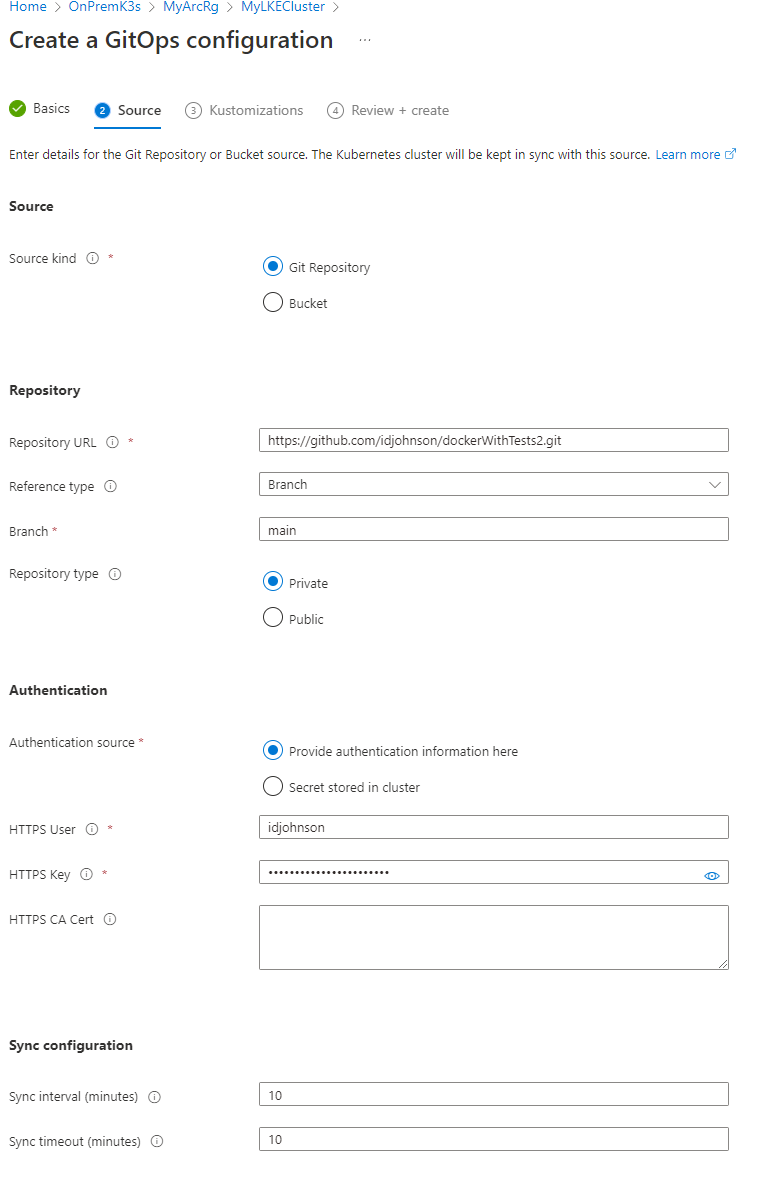 Home > OnPremK3s > MyArcRg > MyLKECluster >
Create a GitOps configuration ...
Basics 2 Source 3 Kustomizations 4 Review + create
Enter details for the Git Repository or Bucket source. The Kubernetes cluster will be kept in sync with this source. Learn more
Source
Source kind *
Git Repository
Bucket
Repository
Repository URL * https://github.com/idjohnson/dockerWithTests2.git
Reference type Branch
Branch * main
Repository type
Private
Public
Authentication
Authentication source *
Provide authentication information here
Secret stored in cluster
HTTPS User * idjohnson
HTTPS Key * •••••••••••••••••••••••
HTTPS CA Cert
Sync configuration
Sync interval (minutes) 10
Sync timeout (minutes) 10